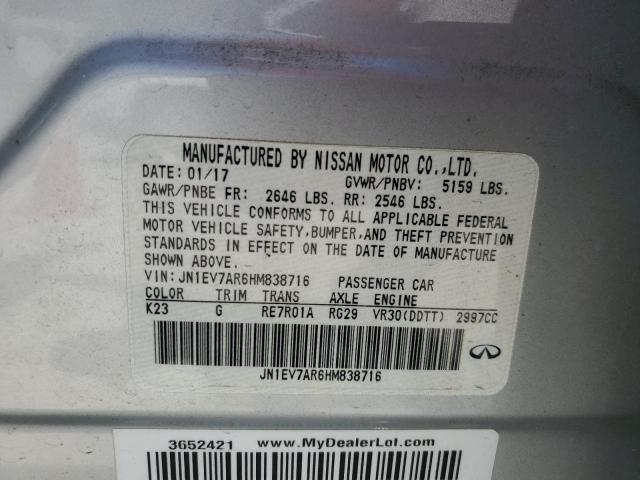 MANUFACTURED BY NISSAN MOTOR CO.,LTD.
DATE: 01/17 GVWR/PNBV: 5159 LBS.
GAWR/PNBE FR: 2646 LBS. RR: 2546 LBS.
THIS VEHICLE CONFORMS TO ALL APPLICABLE FEDERAL
MOTOR VEHICLE SAFETY,BUMPER,AND THEFT PREVENTION
STANDARDS IN EFFECT ON THE DATE OF MANUFACTURE
SHOWN ABOVE.
VIN: JN1EV7AR6HM838716 PASSENGER CAR
COLOR TRIM TRANS AXLE ENGINE
K23 G RE7R01A RG29 VR30(DDTT) 2997CC
JN1EV7AR6HM838716
3652421 www.MyDealerLot.com